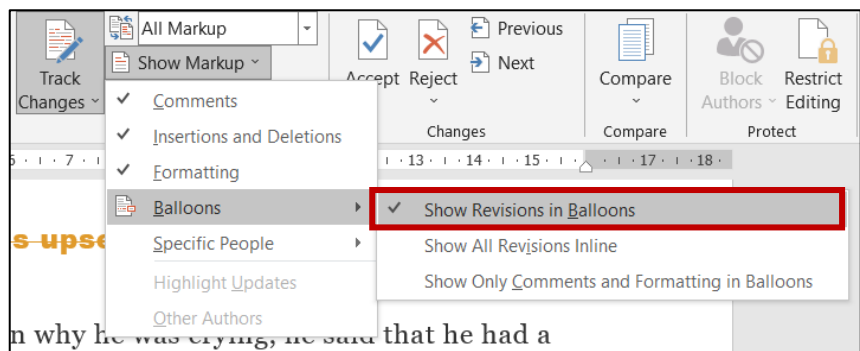 All Markup
Show Markup
Track
Changes
Accept Reject
Previous
Next
Changes
Compare
Compare
Block
Authors
Restrict
Editing
Protect
Comments
Insertions and Deletions
Formatting
Balloons
Specific People
Highlight Updates
Other Authors
Show Revisions in Balloons
Show All Revisions Inline
Show Only Comments and Formatting in Balloons
7 13 14 15 17 18
s upse
n why he was crying, he said that he had a